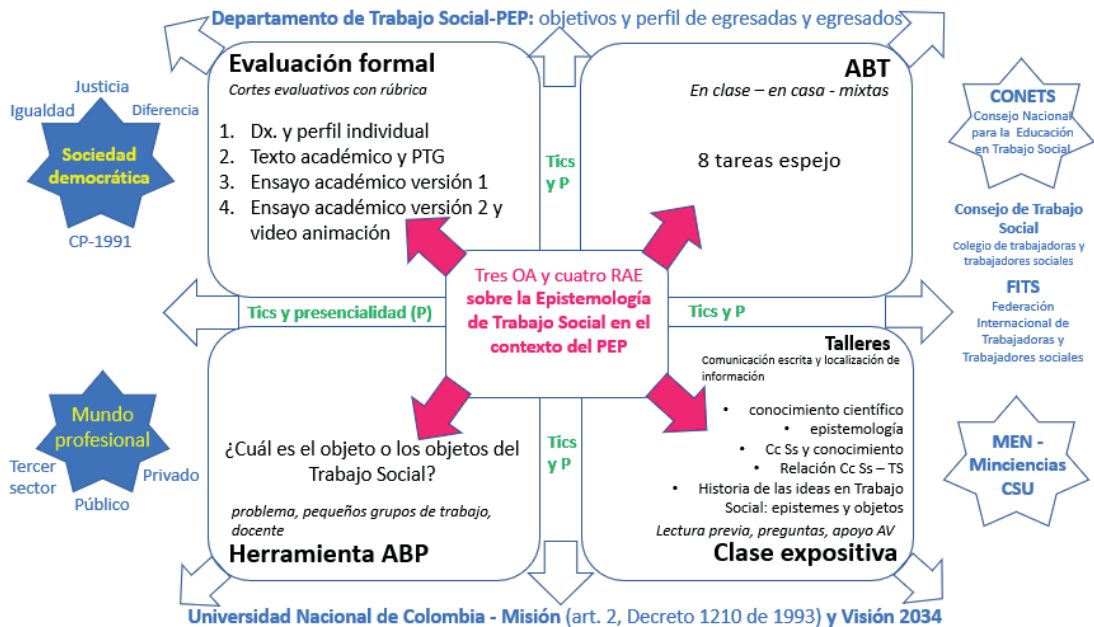 Departamento de Trabajo Social-PEP: objetivos y perfil de egresadas y egresados
Justicia
Igualdad
Diferencia
Sociedad
democrática
CP-1991
Evaluación formal
Cortes evaluativos con rúbrica
1. Dx. y perfil individual
2. Texto académico y PTG
3. Ensayo académico versión 1
4. Ensayo académico versión 2 y
video animación
Tics
y P
ABT
En clase – en casa - mixtas
8 tareas espejo
CONETS
Consejo Nacional
para la Educación
en Trabajo Social
Consejo de Trabajo
Social
Colegio de trabajadoras y
trabajadores sociales
FITS
Federación
Internacional de
Trabajadoras y
Trabajadores sociales
Tics y presencialidad (P)
Tres OA y cuatro RAE
sobre la Epistemología
de Trabajo Social en el
contexto del PEP
Tics y P
Mundo
profesional
Tercer
sector
Privado
Público
¿Cuál es el objeto o los objetos del
Trabajo Social?
problema, pequeños grupos de trabajo,
docente
Herramienta ABP
Tics
y P
Talleres
Comunicación escrita y localización de
información
• conocimiento científico
• epistemología
• Cc Ss y conocimiento
• Relación Cc Ss – TS
• Historia de las ideas en Trabajo
Social: epistemes y objetos
Lectura previa, preguntas, apoyo AV
Clase expositiva
MEN -
Minciencias
CSU
Universidad Nacional de Colombia - Misión (art. 2, Decreto 1210 de 1993) y Visión 2034